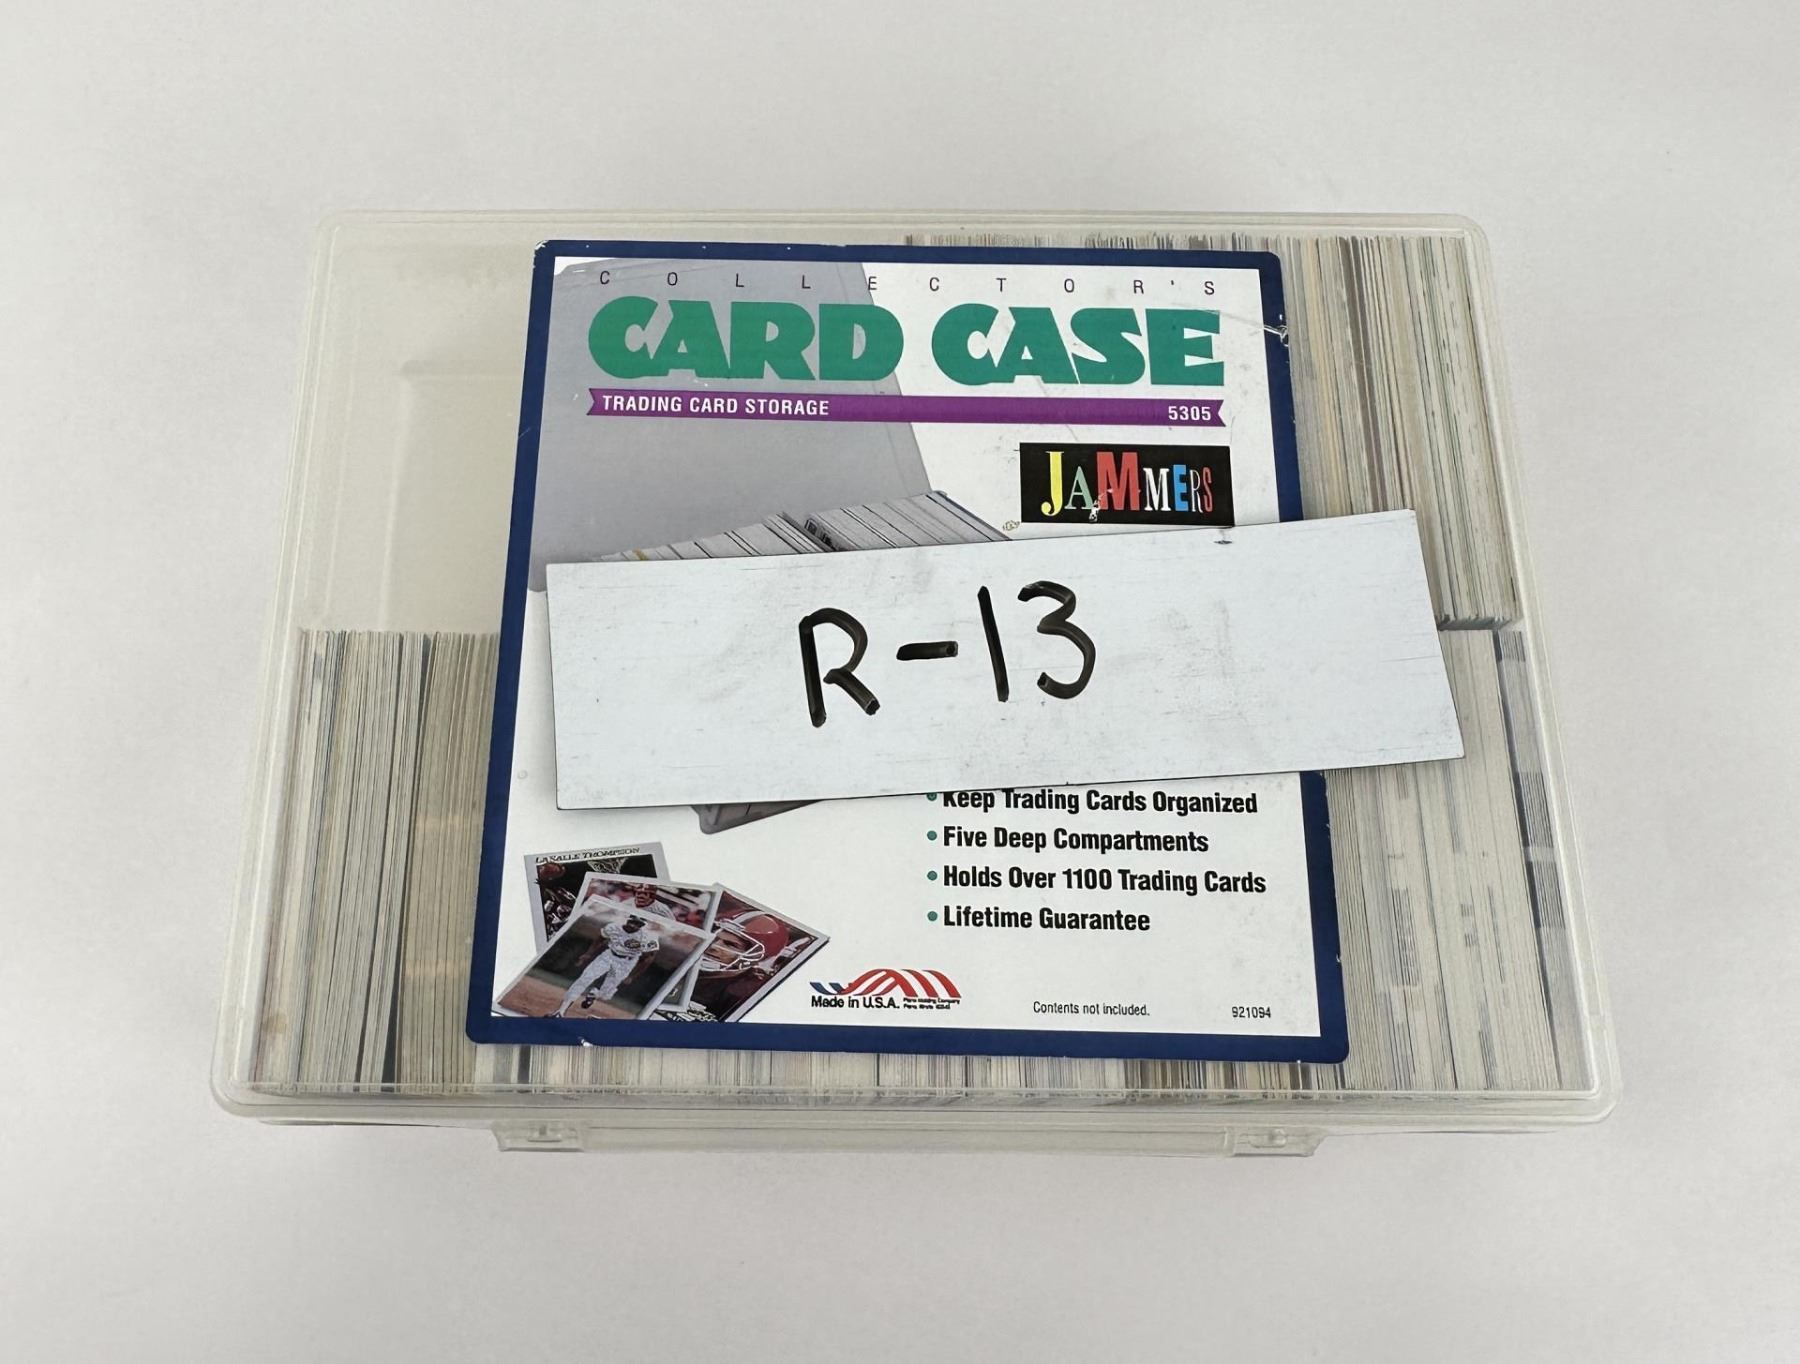 COLLECTOR'S
CARD CASE
TRADING CARD STORAGE 5305
JAMMERS
R-13
Keep Trading Cards Organized
• Five Deep Compartments
• Holds Over 1100 Trading Cards
• Lifetime Guarantee
LASALLE THOMPSON
Made in U.S.A.
Contents not included.
921094